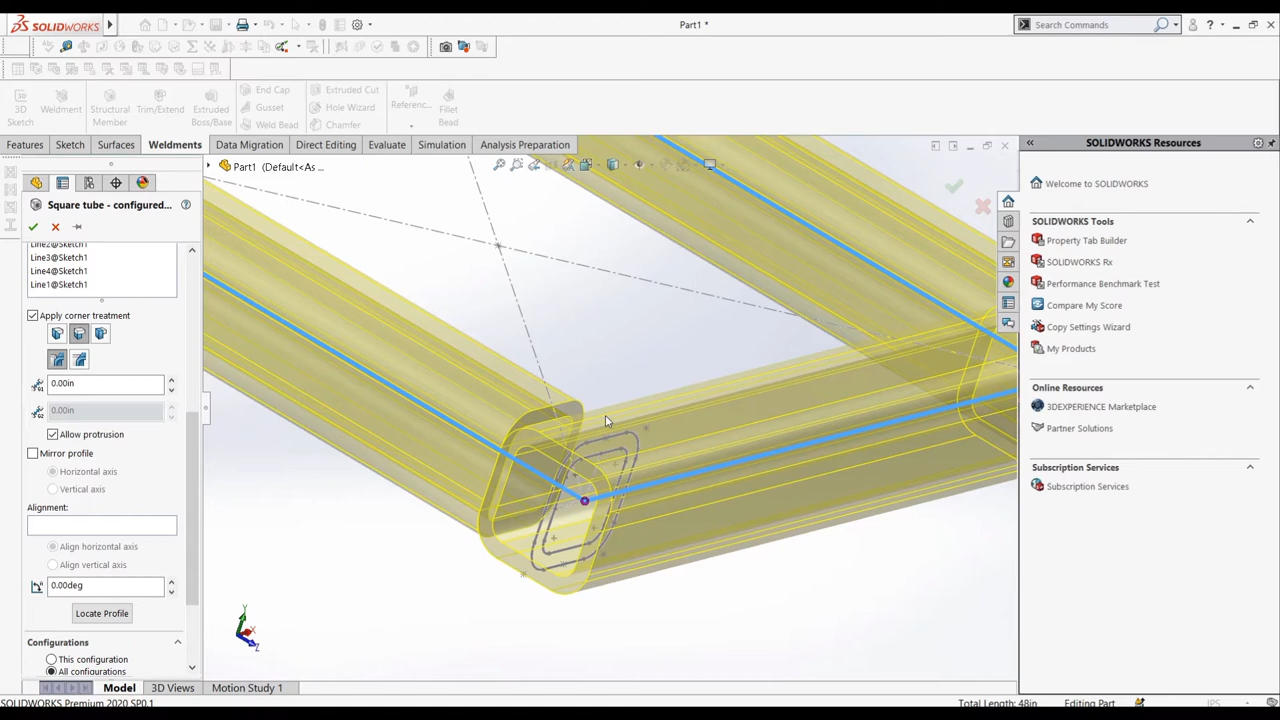 SOLIDWORKS
Part1 *
Search Commands
3D Sketch
Weldment
Structural Member
Trim/Extend
Extruded Boss/Base
End Cap
Gusset
Weld Bead
Extruded Cut
Hole Wizard
Chamfer
Referenc...
Fillet Bead
Features
Sketch
Surfaces
Weldments
Data Migration
Direct Editing
Evaluate
Simulation
Analysis Preparation
SOLIDWORKS Resources
Part1 (Default<As ...
Welcome to SOLIDWORKS
Square tube - configured...
SOLIDWORKS Tools
Property Tab Builder
SOLIDWORKS Rx
Performance Benchmark Test
Compare My Score
Copy Settings Wizard
My Products
Online Resources
3DEXPERIENCE Marketplace
Partner Solutions
Subscription Services
Subscription Services
Line2@Sketch1
Line3@Sketch1
Line4@Sketch1
Line1@Sketch1
Apply corner treatment
0.00in
0.00in
Allow protrusion
Mirror profile
Horizontal axis
Vertical axis
Alignment:
Align horizontal axis
Align vertical axis
0.00deg
Locate Profile
Configurations
This configuration
All configurations
Y
X
Z
Model
3D Views
Motion Study 1
SOLIDWORKS Premium 2020 SP0.1
Total Length: 48in
Editing Part
IPS